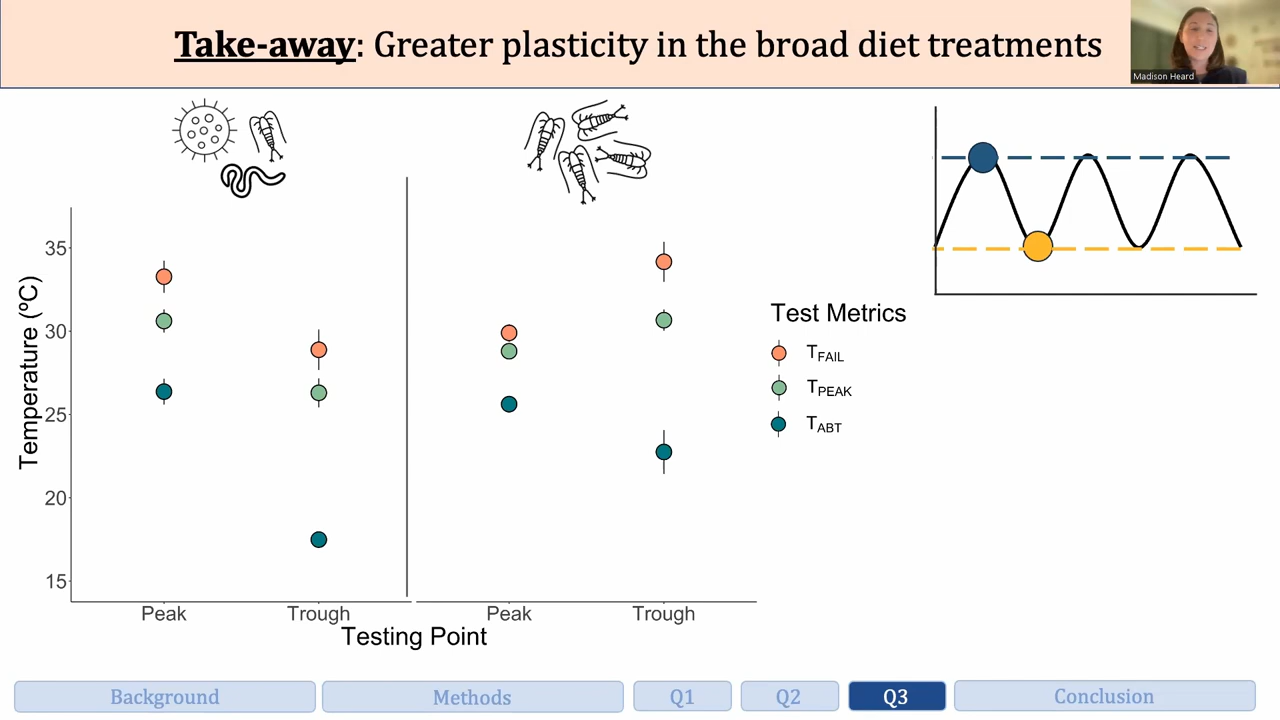 Take-away: Greater plasticity in the broad diet treatments
Madison Heard
Temperature (ºC)
35
30
25
20
15
Peak
Trough
Peak
Trough
Testing Point
Test Metrics
TFAIL
TPEAK
TABT
Background
Methods
Q1
Q2
Q3
Conclusion